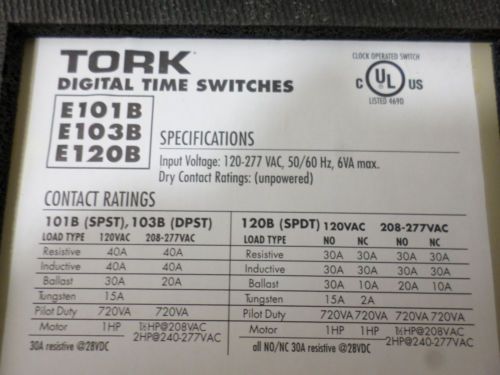 TORK®
DIGITAL TIME SWITCHES
CLOCK OPERATED SWITCH
C UL® US
LISTED 4690
E101B
E103B
E120B
SPECIFICATIONS
Input Voltage: 120-277 VAC, 50/60 Hz, 6VA max.
Dry Contact Ratings: (unpowered)
CONTACT RATINGS
101B (SPST), 103B (DPST)
LOAD TYPE 120VAC 208-277VAC
Resistive 40A 40A
Inductive 40A 40A
Ballast 30A 20A
Tungsten 15A
Pilot Duty 720VA 720VA
Motor 1HP 1½HP@208VAC
2HP@240-277VAC
30A resistive @28VDC
120B (SPDT) 120VAC 208-277VAC
LOAD TYPE NO NC NO NC
Resistive 30A 30A 30A 30A
Inductive 30A 30A 30A 30A
Ballast 30A 10A 20A 10A
Tungsten 15A 2A
Pilot Duty 720VA 720VA 720VA 720VA
Motor 1HP 1HP 1½HP@208VAC
2HP@240-277VAC
all NO/NC 30A resistive @28VDC